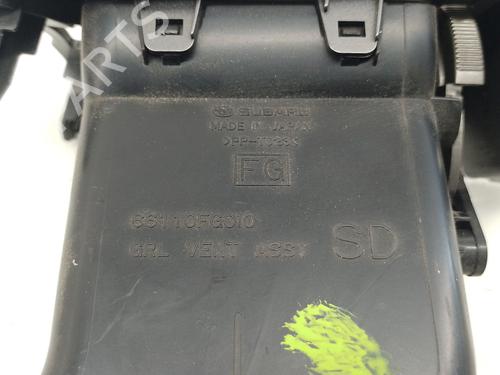 SUBARU
MADE IN JAPAN
FG
66110FG010
GRL VENT ASSY
SD